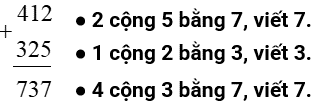 412 ● 2 cộng 5 bằng 7, viết 7.
+
325 ● 1 cộng 2 bằng 3, viết 3.
737 ● 4 cộng 3 bằng 7, viết 7.